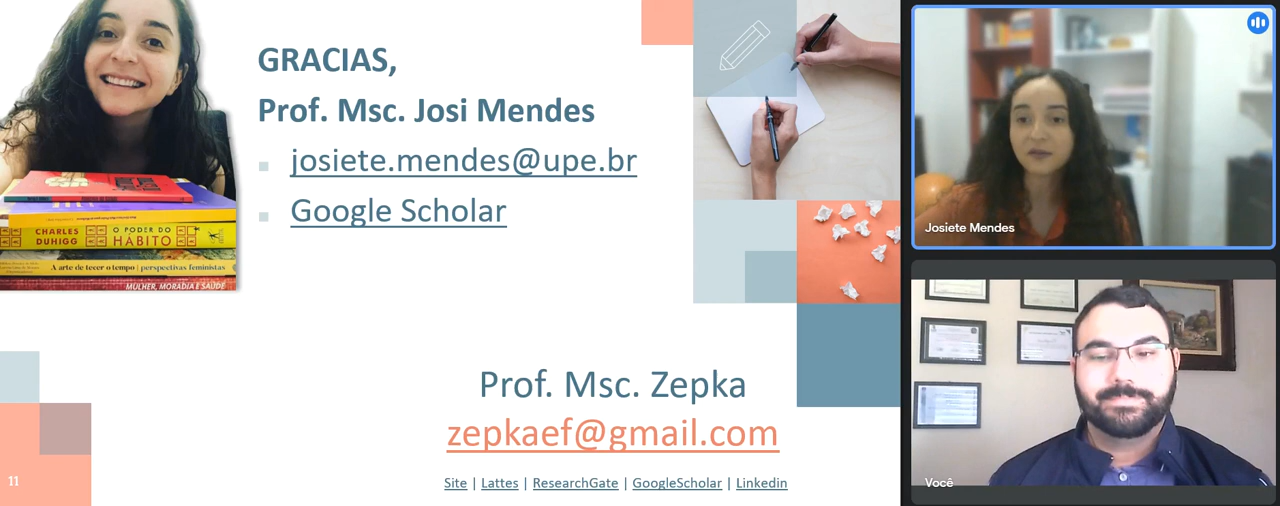 GRACIAS,
Prof. Msc. Josi Mendes
josiete.mendes@upe.br
Google Scholar
CHARLES
DUHIGG
O PODER DO
HÁBITO
A arte de tecer o tempo | perspectivas feministas
MULHER, MORADIA E SAÚDE
Prof. Msc. Zepka
zepkaef@gmail.com
Site | Lattes | ResearchGate | GoogleScholar | Linkedin
11
Josiete Mendes
Você